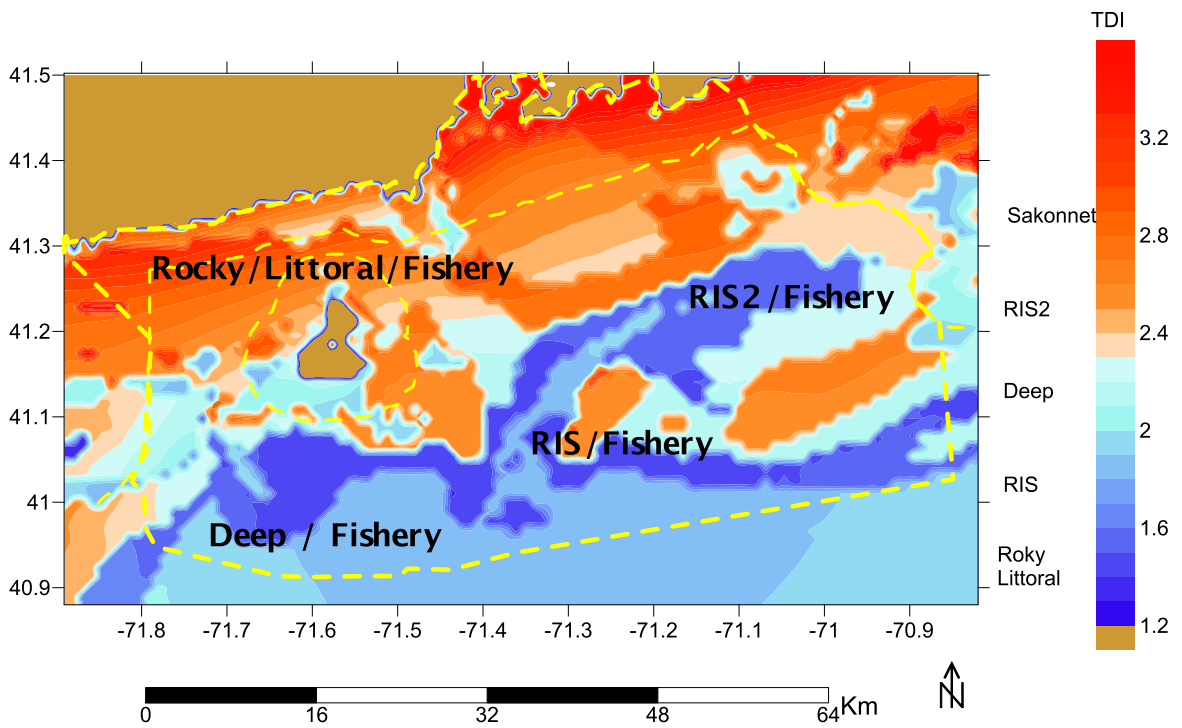 TDI
41.5
41.4
41.3
41.2
41.1
41
40.9
Rocky/Littoral/Fishery
RIS2/Fishery
RIS/Fishery
Deep / Fishery
-71.8
-71.7
-71.6
-71.5
-71.4
-71.3
-71.2
-71.1
-71
-70.9
Sakonnet
RIS2
Deep
RIS
Roky
Littoral
3.2
2.8
2.4
2
1.6
1.2
0
16
32
48
64
Km
N